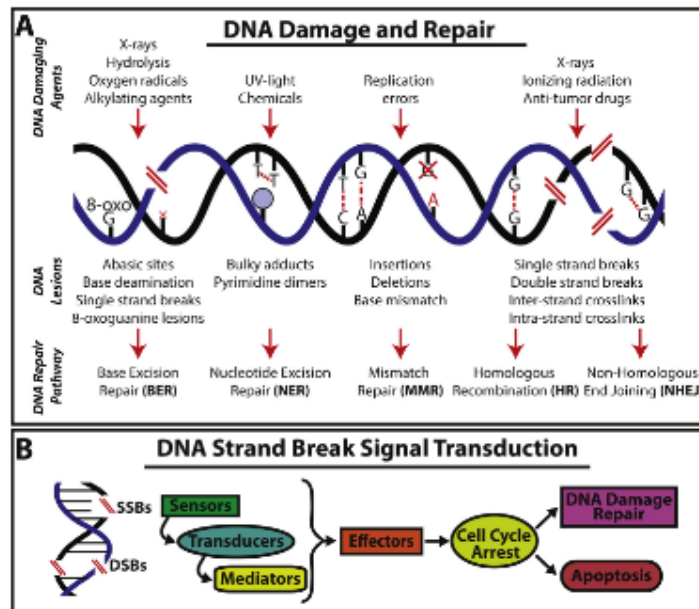 A
DNA Damage and Repair
DNA Damaging
Agents
X-rays
Hydrolysis
Oxygen radicals
Alkylating agents
UV-light
Chemicals
Replication
errors
X-rays
Ionizing radiation
Anti-tumor drugs
8-oxo
G
x
T
T
T
G
C
A
G
A
G
G
G
G
DNA
Lesions
Abasic sites
Base deamination
Single strand breaks
8-oxoguanine lesions
Bulky adducts
Pyrimidine dimers
Insertions
Deletions
Base mismatch
Single strand breaks
Double strand breaks
Inter-strand crosslinks
Intra-strand crosslinks
DNA Repair
Pathway
Base Excision
Repair (BER)
Nucleotide Excision
Repair (NER)
Mismatch
Repair (MMR)
Homologous
Recombination (HR)
Non-Homologous
End Joining (NHEJ)
B
DNA Strand Break Signal Transduction
SSBs
DSBs
Sensors
Transducers
Mediators
Effectors
Cell Cycle
Arrest
DNA Damage
Repair
Apoptosis